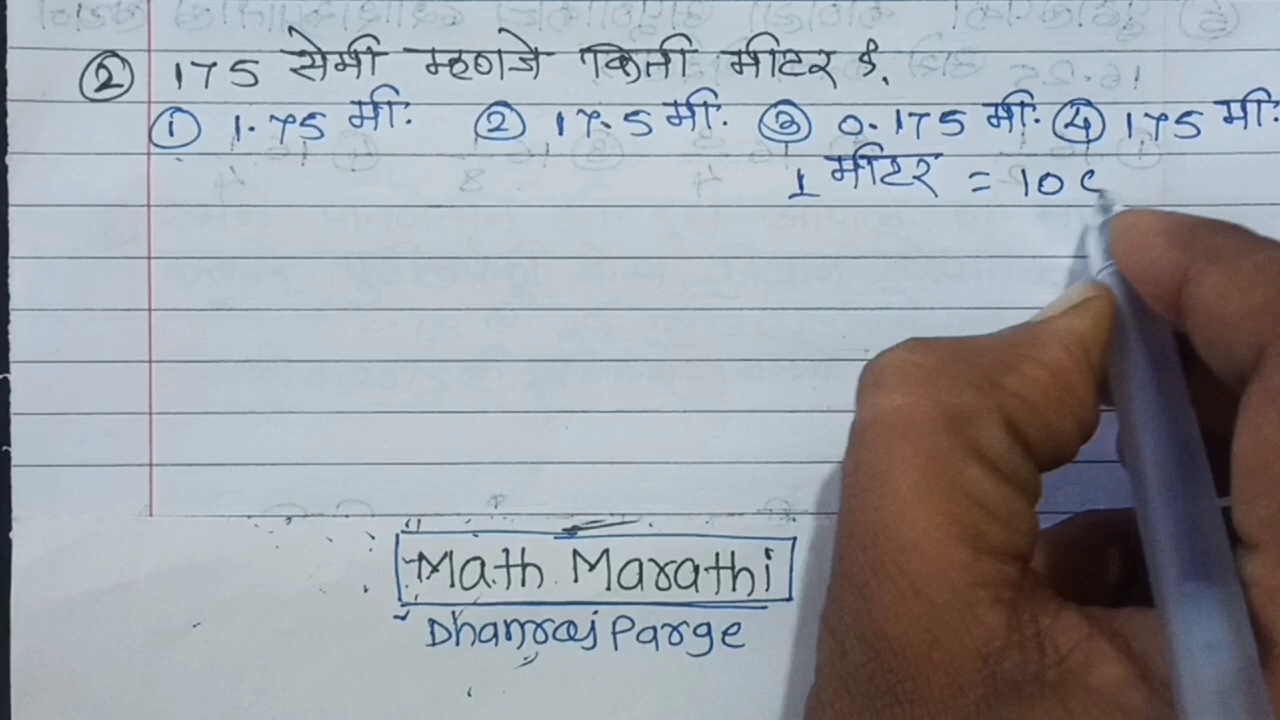 ② 175 सेमी म्हणजे किती मीटर ?.
① 1.75 मी. ② 17.5 मी. ③ 0.175 मी. ④ 175 मी.
1 मीटर = 10
Math Marathi
Dhanraj Parge